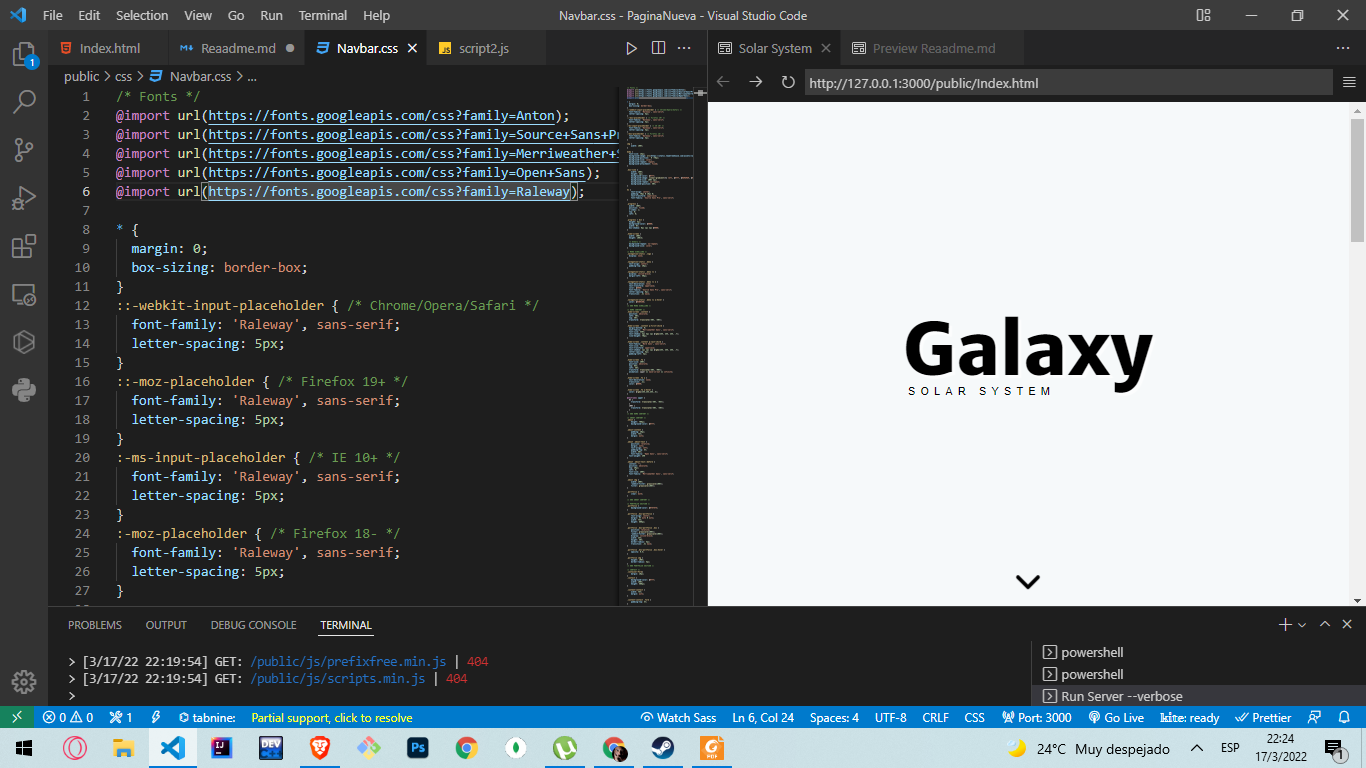 File Edit Selection View Go Run Terminal Help Navbar.css - PaginaNueva - Visual Studio Code
Index.html Reaadme.md Navbar.css script2.js
Solar System Preview Reaadme.md
public > css > Navbar.css > ...
http://127.0.0.1:3000/public/Index.html
1 /* Fonts */
2 @import url(https://fonts.googleapis.com/css?family=Anton);
3 @import url(https://fonts.googleapis.com/css?family=Source+Sans+Pr
4 @import url(https://fonts.googleapis.com/css?family=Merriweather+S
5 @import url(https://fonts.googleapis.com/css?family=Open+Sans);
6 @import url(https://fonts.googleapis.com/css?family=Raleway);
7
8 * {
9 margin: 0;
10 box-sizing: border-box;
11 }
12 ::-webkit-input-placeholder { /* Chrome/Opera/Safari */
13 font-family: 'Raleway', sans-serif;
14 letter-spacing: 5px;
15 }
16 ::-moz-placeholder { /* Firefox 19+ */
17 font-family: 'Raleway', sans-serif;
18 letter-spacing: 5px;
19 }
20 :-ms-input-placeholder { /* IE 10+ */
21 font-family: 'Raleway', sans-serif;
22 letter-spacing: 5px;
23 }
24 :-moz-placeholder { /* Firefox 18- */
25 font-family: 'Raleway', sans-serif;
26 letter-spacing: 5px;
27 }
Galaxy
SOLAR SYSTEM
PROBLEMS OUTPUT DEBUG CONSOLE TERMINAL
> [3/17/22 22:19:54] GET: /public/js/prefixfree.min.js | 404
> [3/17/22 22:19:54] GET: /public/js/scripts.min.js | 404
>
powershell
powershell
Run Server --verbose
0 0 1 tabnine: Partial support, click to resolve Watch Sass Ln 6, Col 24 Spaces: 4 UTF-8 CRLF CSS Port: 3000 Go Live kite: ready Prettier
24°C Muy despejado ESP 22:24
17/3/2022 1